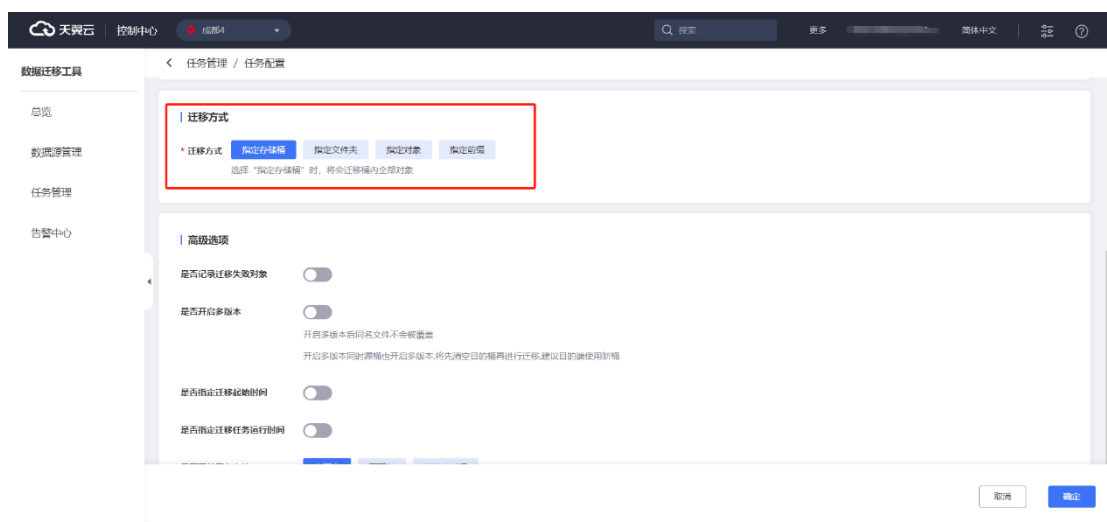 天翼云 控制中心 成都4 搜索... 更多 简体中文
数据迁移工具
任务管理 / 任务配置
总览
数据源管理
任务管理
告警中心
迁移方式
* 迁移方式 指定存储桶 指定文件夹 指定对象 指定前缀
选择“指定存储桶”时，将会迁移桶内全部对象
高级选项
是否记录迁移失败对象
是否开启多版本
开启多版本后同名文件不会被覆盖
开启多版本同时源桶也开启多版本,将先清空目的桶再进行迁移,建议目的端使用新桶
是否指定迁移起始时间
是否指定迁移任务运行时间
取消 确定